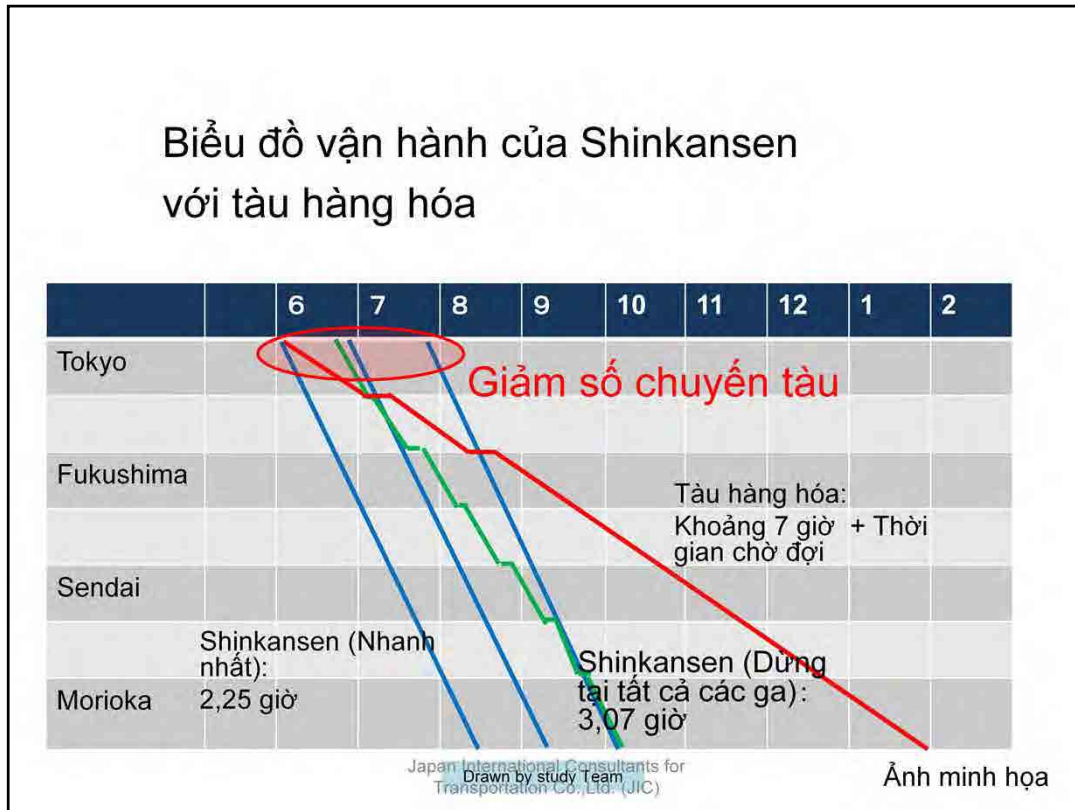 Biểu đồ vận hành của Shinkansen
với tàu hàng hóa
6 7 8 9 10 11 12 1 2
Tokyo
Giảm số chuyến tàu
Fukushima
Tàu hàng hóa:
Khoảng 7 giờ + Thời
gian chờ đợi
Sendai
Shinkansen (Nhanh
nhất):
2,25 giờ
Shinkansen (Dừng
tại tất cả các ga):
3,07 giờ
Morioka
Japan International Consultants for
Transportation Co.,Ltd. (JIC)
Drawn by study Team
Ảnh minh họa